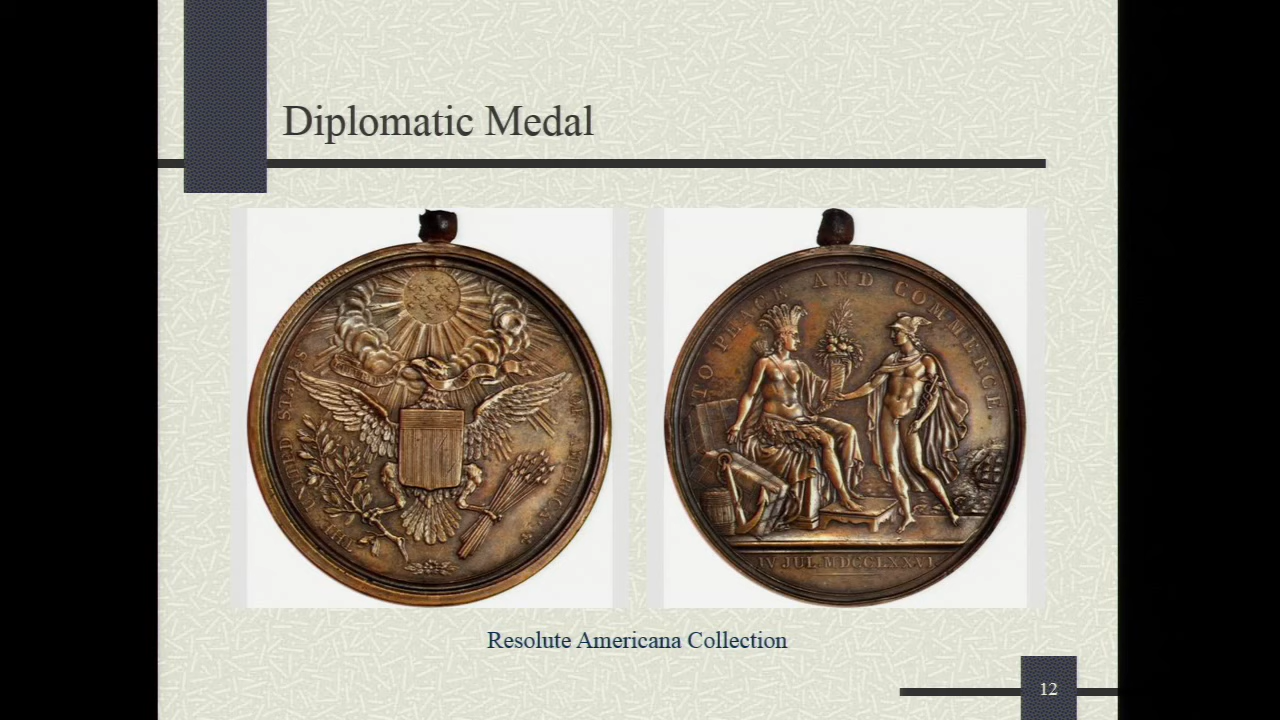 Diplomatic Medal
THE UNITED STATES OF AMERICA
TO PEACE AND COMMERCE.
IV JUL. MDCCLXXVI.
Resolute Americana Collection
12